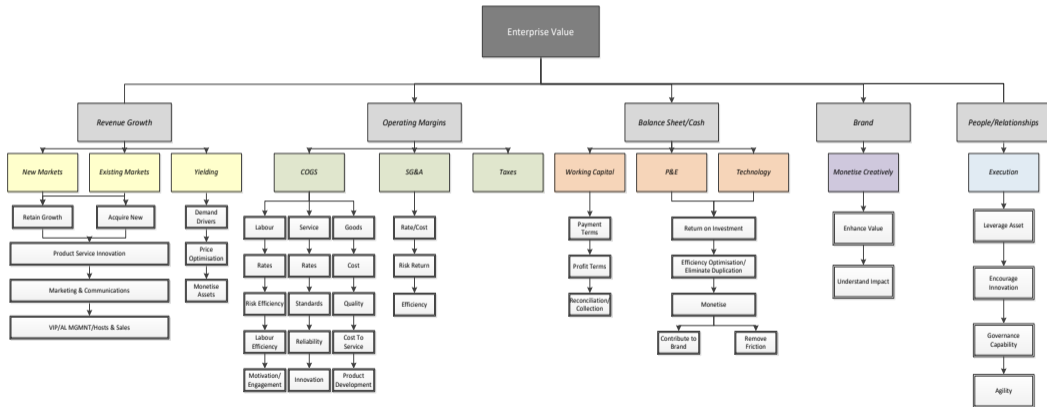 Enterprise Value
Revenue Growth
Operating Margins
Balance Sheet/Cash
Brand
People/Relationships
New Markets
Existing Markets
Yielding
COGS
SG&A
Taxes
Working Capital
P&E
Technology
Monetise Creatively
Execution
Retain Growth
Acquire New
Product Service Innovation
Marketing & Communications
VIP/AL MGMNT/Hosts & Sales
Demand
Drivers
Price
Optimisation
Monetise
Assets
Labour
Rates
Risk Efficiency
Labour
Efficiency
Motivation/
Engagement
Service
Rates
Standards
Reliability
Innovation
Goods
Cost
Quality
Cost To
Service
Product
Development
Rate/Cost
Risk Return
Efficiency
Payment
Terms
Profit Terms
Reconciliation/
Collection
Return on Investment
Efficiency Optimisation/
Eliminate Duplication
Monetise
Contribute to
Brand
Remove
Friction
Enhance Value
Understand Impact
Leverage Asset
Encourage
Innovation
Governance
Capability
Agility